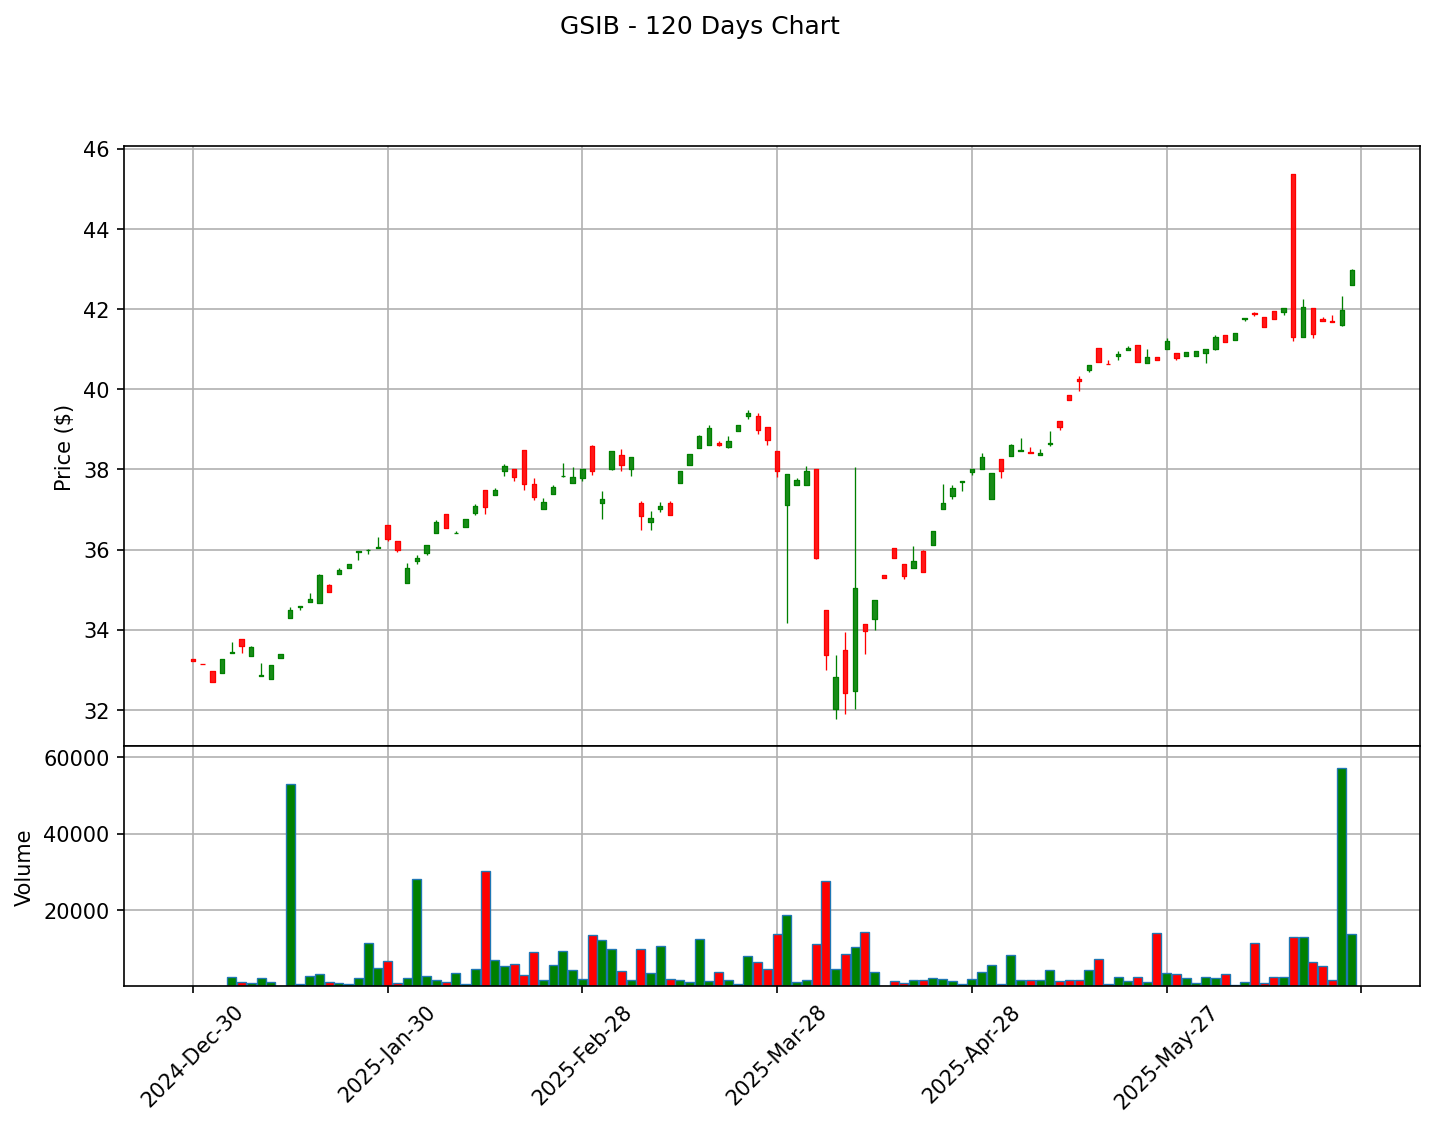 GSIB - 120 Days Chart
46
44
42
40
38
36
34
32
Price ($)
60000
40000
20000
Volume
2024-Dec-30
2025-Jan-30
2025-Feb-28
2025-Mar-28
2025-Apr-28
2025-May-27